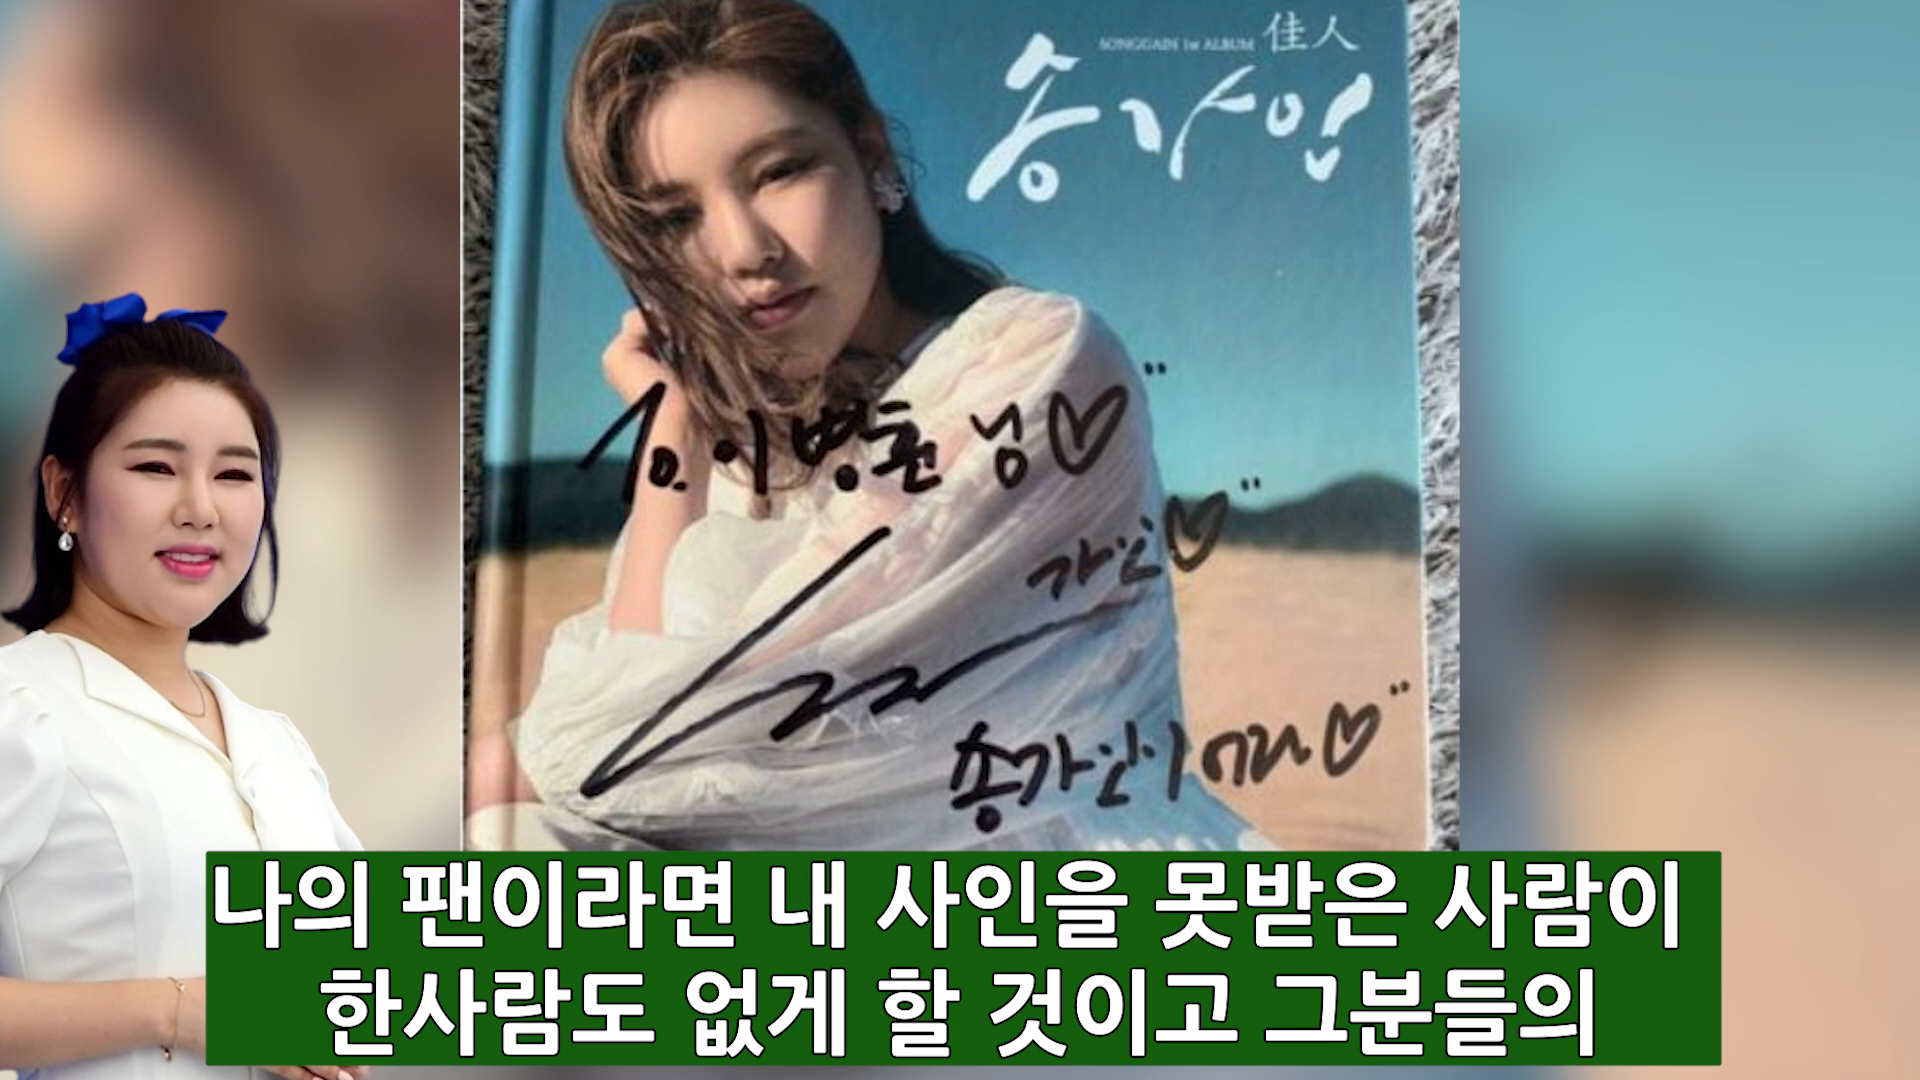 SONGGAIN 1st ALBUM 佳人
송가인
To. 이병훈 님♡"
가인♡"
송가인이어라♡"
나의 팬이라면 내 사인을 못받은 사람이
한사람도 없게 할 것이고 그분들의